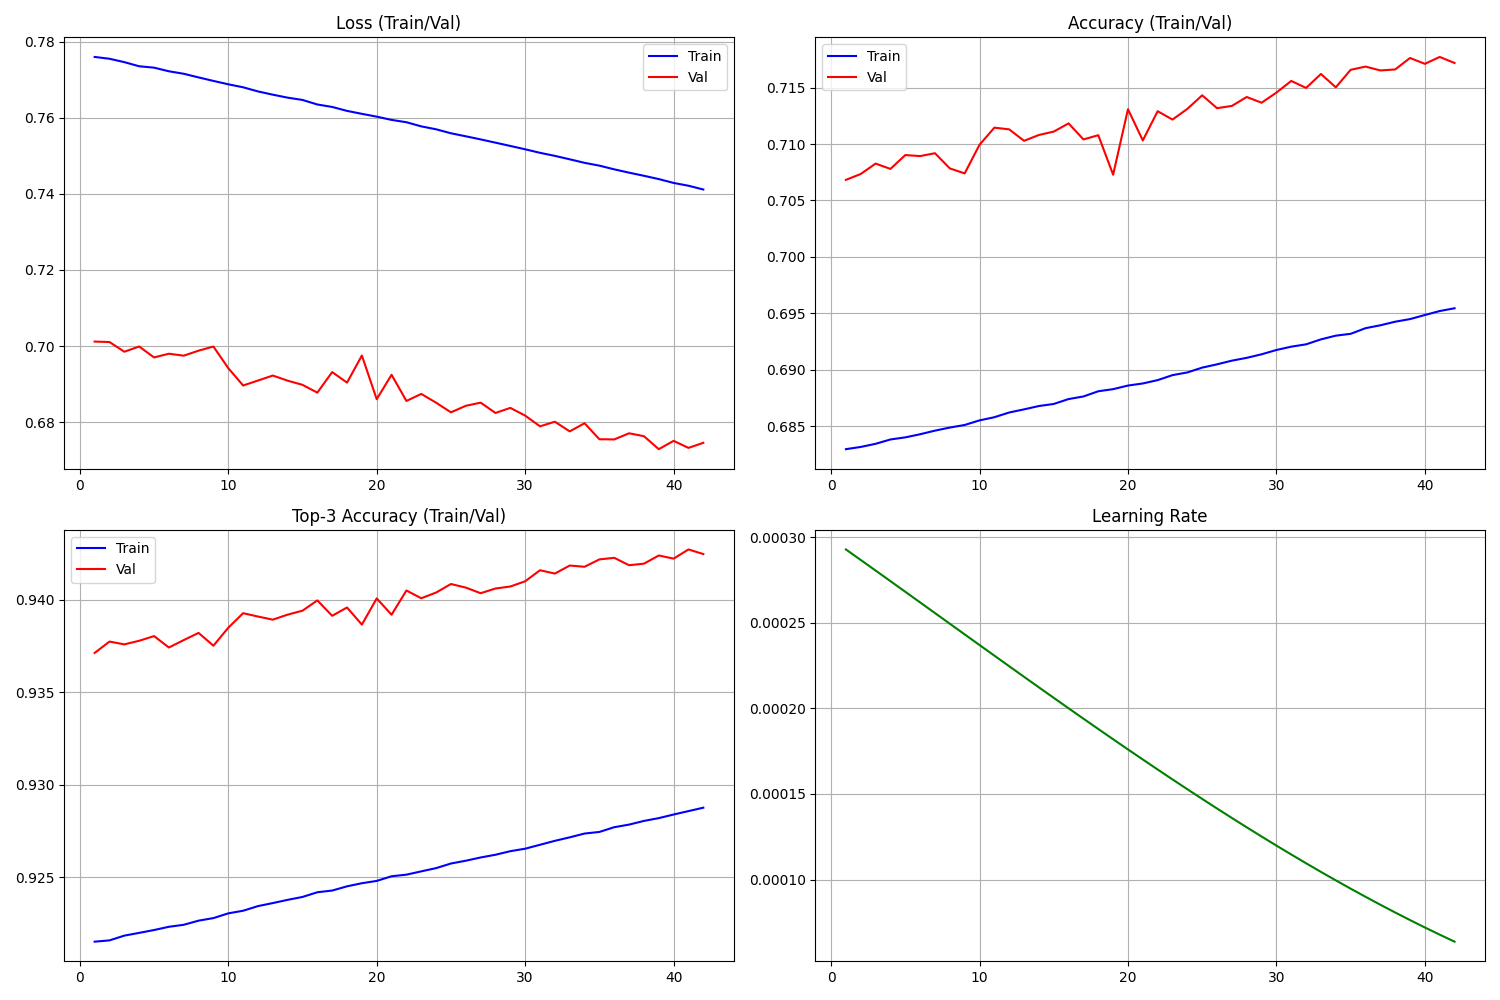 Loss (Train/Val)
0.78
0.76
0.74
0.72
0.70
0.68
0 10 20 30 40
Train
Val
Accuracy (Train/Val)
0.715
0.710
0.705
0.700
0.695
0.690
0.685
0 10 20 30 40
Train
Val
Top-3 Accuracy (Train/Val)
0.940
0.935
0.930
0.925
0 10 20 30 40
Train
Val
Learning Rate
0.00030
0.00025
0.00020
0.00015
0.00010
0 10 20 30 40